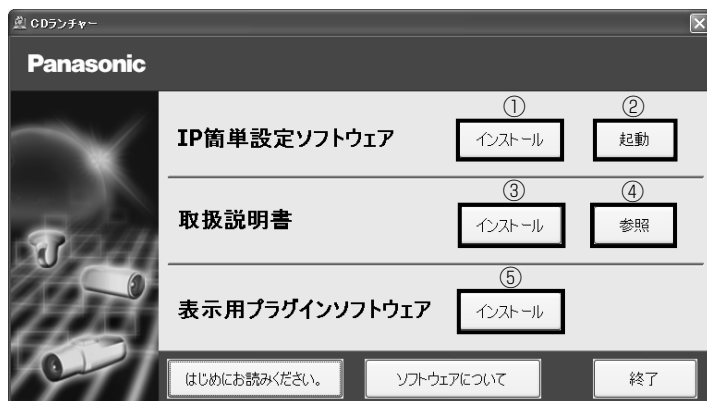 CDランチャー
Panasonic
① ②
IP簡単設定ソフトウェア インストール 起動
③ ④
取扱説明書 インストール 参照
⑤
表示用プラグインソフトウェア インストール
はじめにお読みください。 ソフトウェアについて 終了